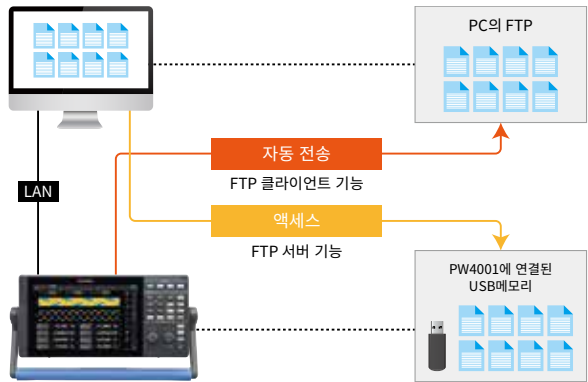 PC의 FTP
자동 전송
FTP 클라이언트 기능
LAN
액세스
FTP 서버 기능
PW4001에 연결된
USB메모리